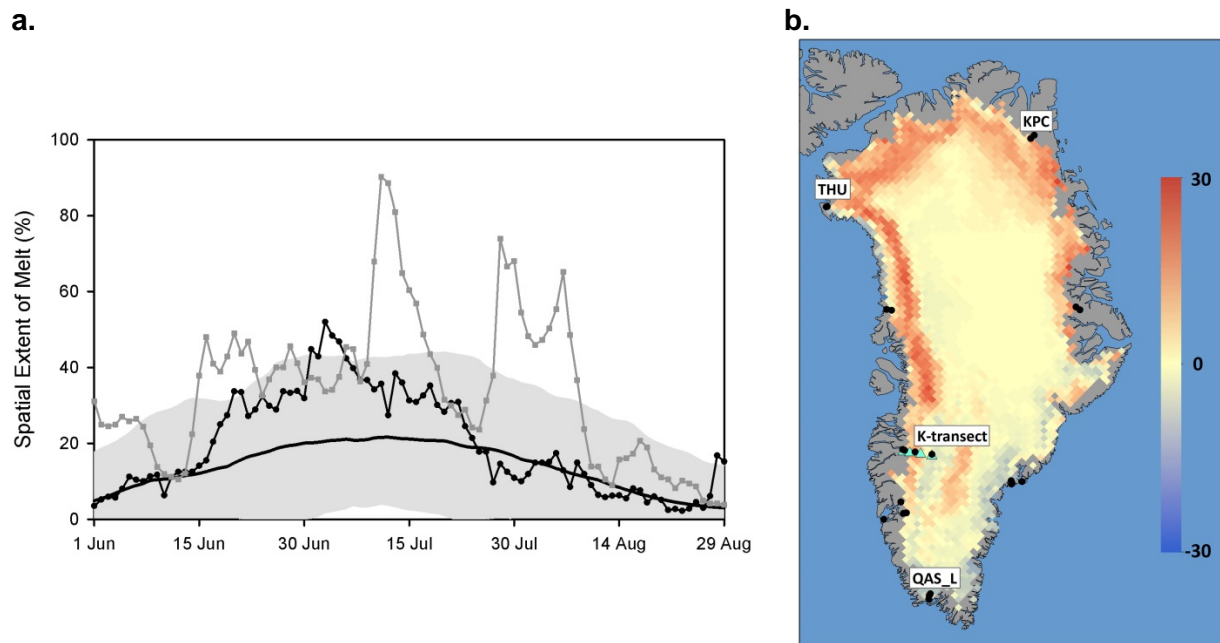 a.
b.
100
80
60
40
20
0
Spatial Extent of Melt (%)
1 Jun
15 Jun
30 Jun
15 Jul
30 Jul
14 Aug
29 Aug
KPC
THU
K-transect
QAS_L
30
0
-30